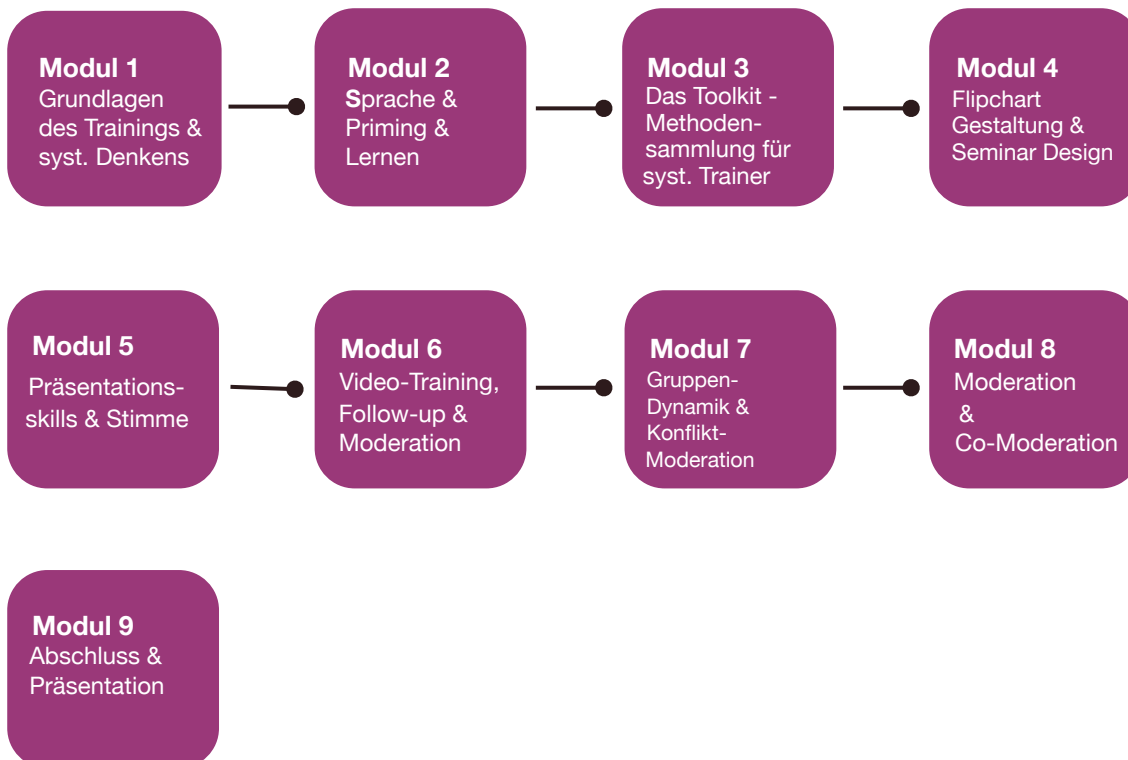 Modul 1
Grundlagen
des Trainings &
syst. Denkens
Modul 2
Sprache &
Priming &
Lernen
Modul 3
Das Toolkit -
Methoden-
sammlung für
syst. Trainer
Modul 4
Flipchart
Gestaltung &
Seminar Design
Modul 5
Präsentations-
skills & Stimme
Modul 6
Video-Training,
Follow-up &
Moderation
Modul 7
Gruppen-
Dynamik &
Konflikt-
Moderation
Modul 8
Moderation
&
Co-Moderation
Modul 9
Abschluss &
Präsentation